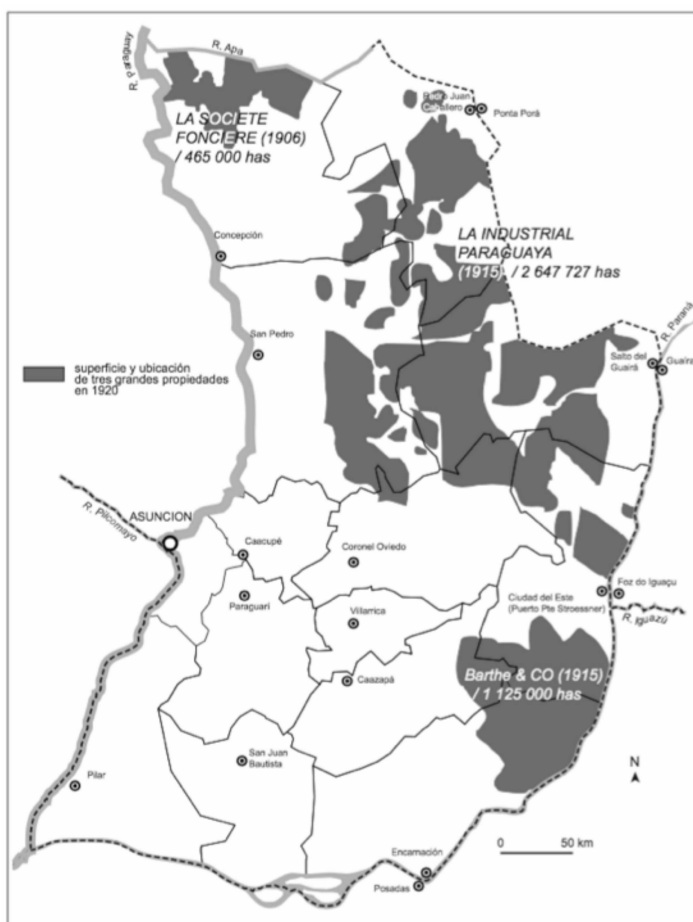 R. Paraguay
R. Apa
LA SOCIETE
FONCIERE (1906)
/ 465 000 has
Pedro Juan
Caballero
Ponta Porá
LA INDUSTRIAL
PARAGUAYA
(1915) / 2 647 727 has
Concepción
San Pedro
R. Paraná
Salto del
Guairá
Guaira
superficie y ubicación
de tres grandes propiedades
en 1920
R. Pilcomayo
ASUNCION
Caacupé
Coronel Oviedo
Paraguarí
Villarrica
Ciudad del Este
(Puerto Pte Stroessner)
Foz do Iguaçu
R. Iguazú
Barthe & CO (1915)
/ 1 125 000 has
Caazapá
San Juan
Bautista
Pilar
N
Encarnación
Posadas
0 50 km